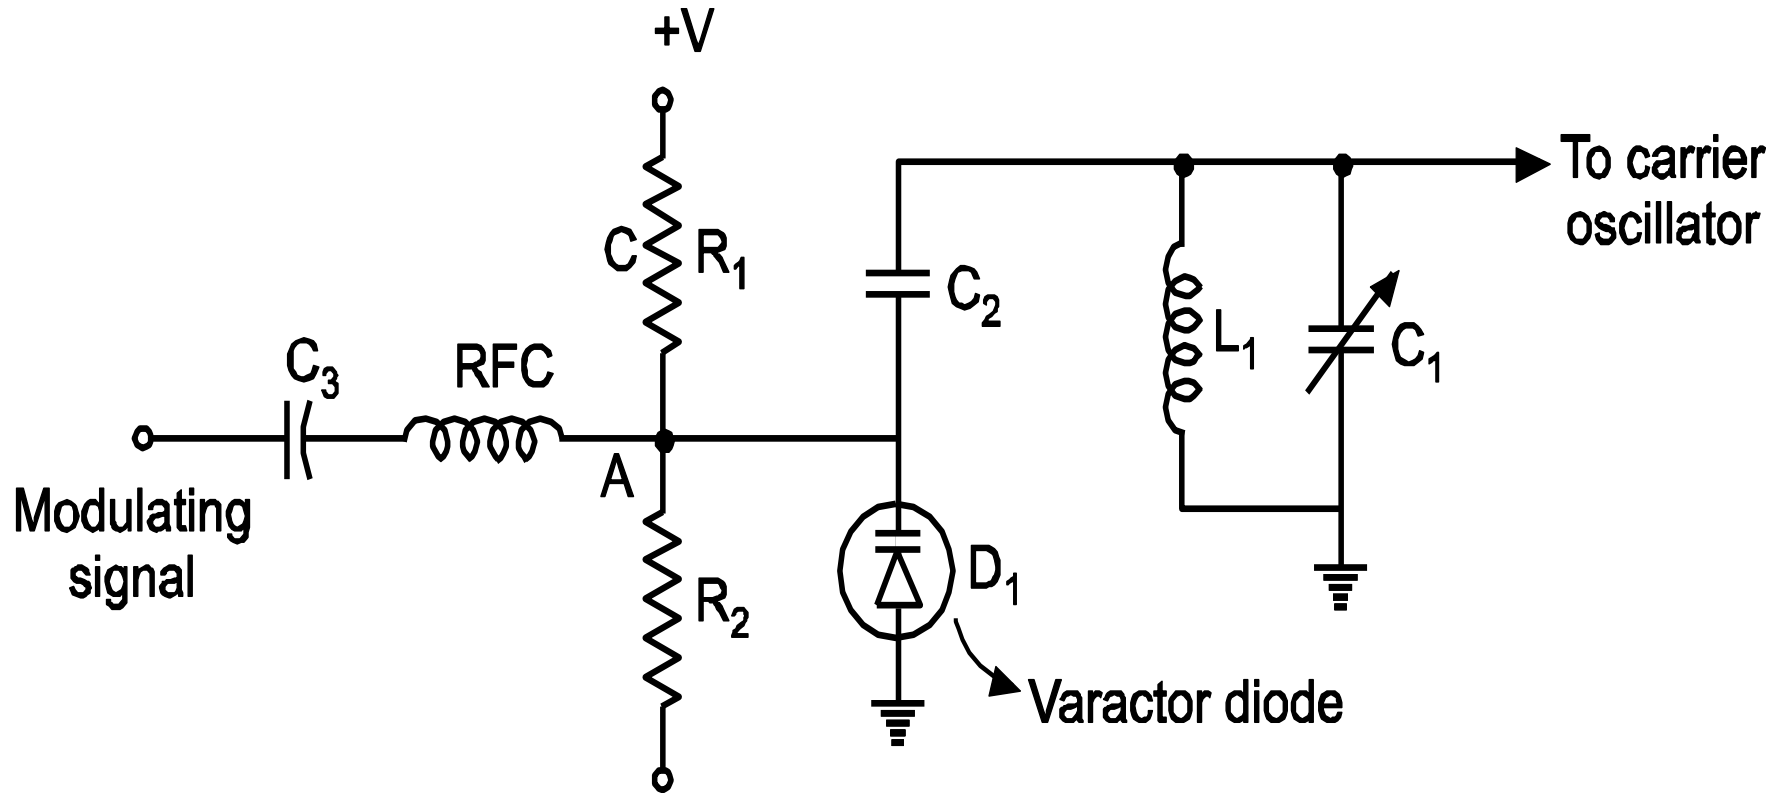 +V
To carrier
oscillator
C R1
C2
L1
C1
C3
RFC
A
Modulating
signal
D1
R2
Varactor diode